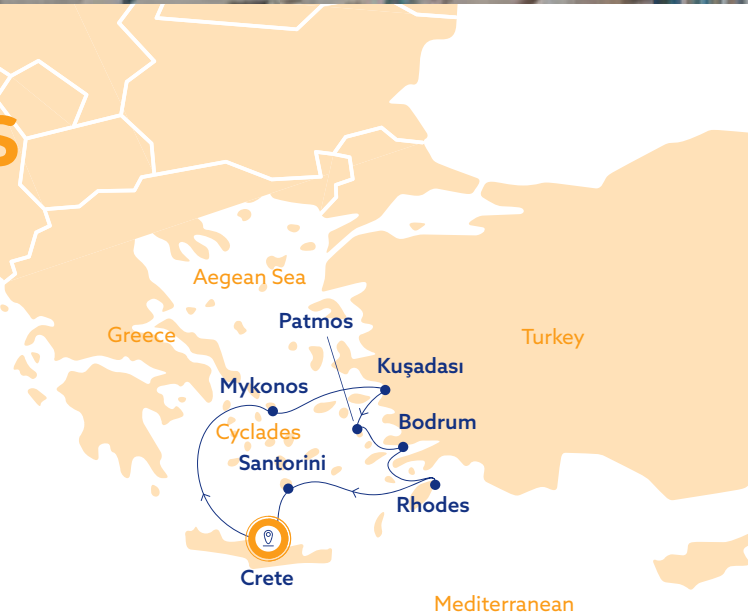 s
Aegean Sea
Patmos
Greece
Turkey
Kuşadası
Mykonos
Bodrum
Cyclades
Santorini
Rhodes
Crete
Mediterranean